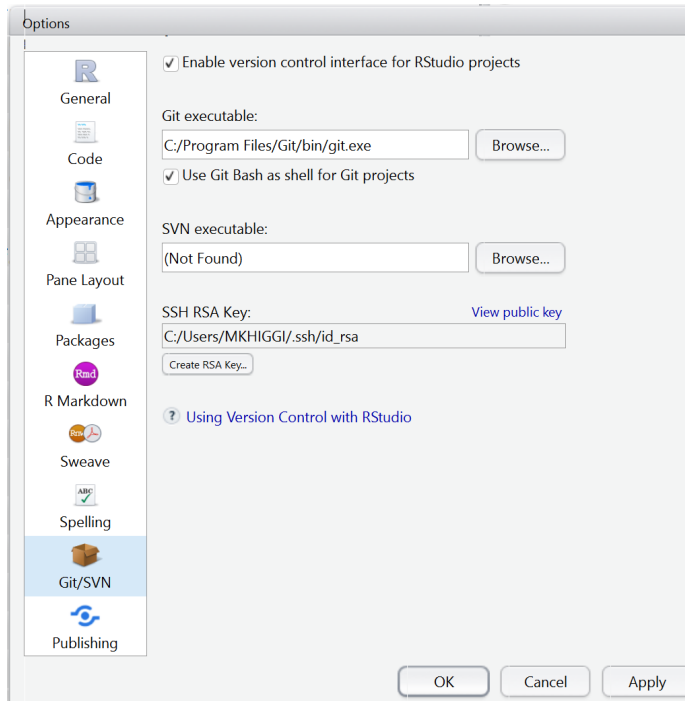 Options
General
Code
Appearance
Pane Layout
Packages
Rmd
R Markdown
Rnw
Sweave
ABC
Spelling
Git/SVN
Publishing
Enable version control interface for RStudio projects
Git executable:
C:/Program Files/Git/bin/git.exe
Browse...
Use Git Bash as shell for Git projects
SVN executable:
(Not Found)
Browse...
SSH RSA Key:
View public key
C:/Users/MKHIGGI/.ssh/id_rsa
Create RSA Key...
? Using Version Control with RStudio
OK
Cancel
Apply